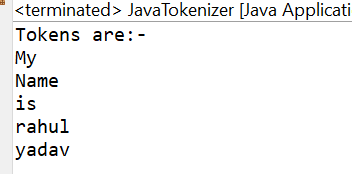 <terminated> JavaTokenizer [Java Applicati
Tokens are:-
My
Name
is
rahul
yadav